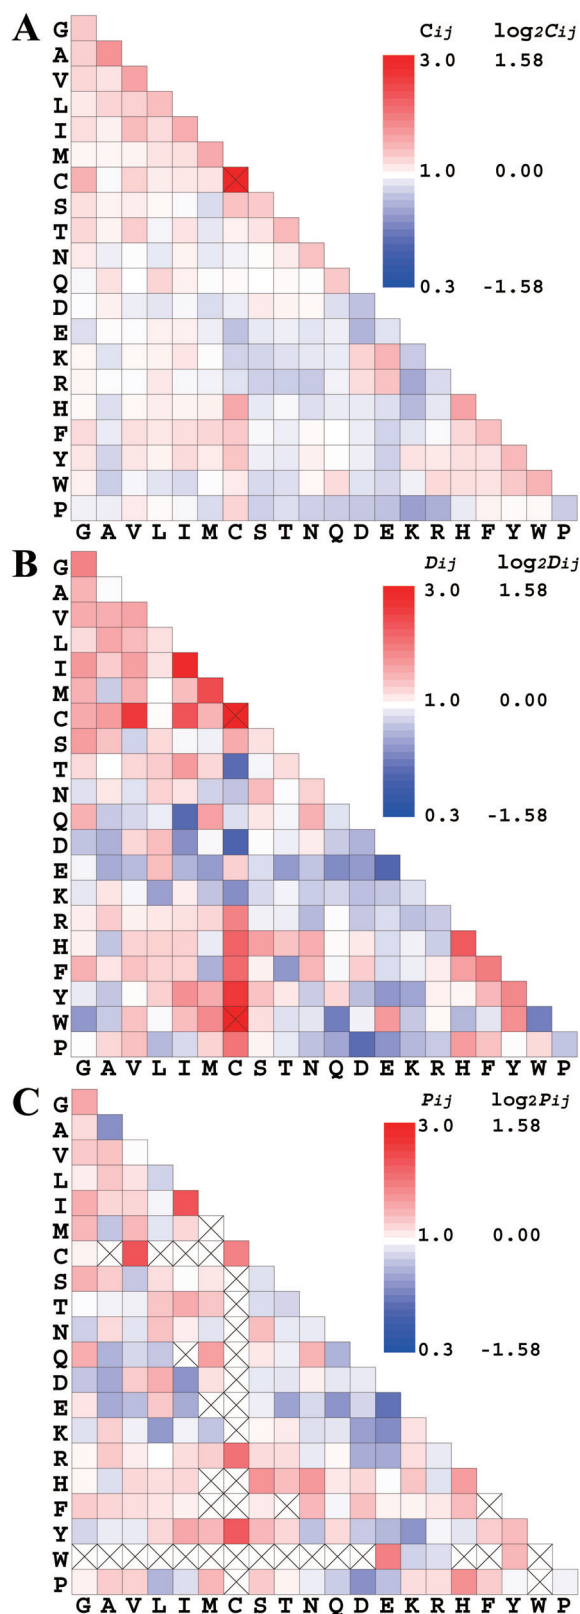 A
Cij log2Cij
3.0 1.58
1.0 0.00
0.3 -1.58
G
A
V
L
I
M
C
S
T
N
Q
D
E
K
R
H
F
Y
W
P
G A V L I M C S T N Q D E K R H F Y W P
B
Dij log2Dij
3.0 1.58
1.0 0.00
0.3 -1.58
G
A
V
L
I
M
C
S
T
N
Q
D
E
K
R
H
F
Y
W
P
G A V L I M C S T N Q D E K R H F Y W P
C
Pij log2Pij
3.0 1.58
1.0 0.00
0.3 -1.58
G
A
V
L
I
M
C
S
T
N
Q
D
E
K
R
H
F
Y
W
P
G A V L I M C S T N Q D E K R H F Y W P